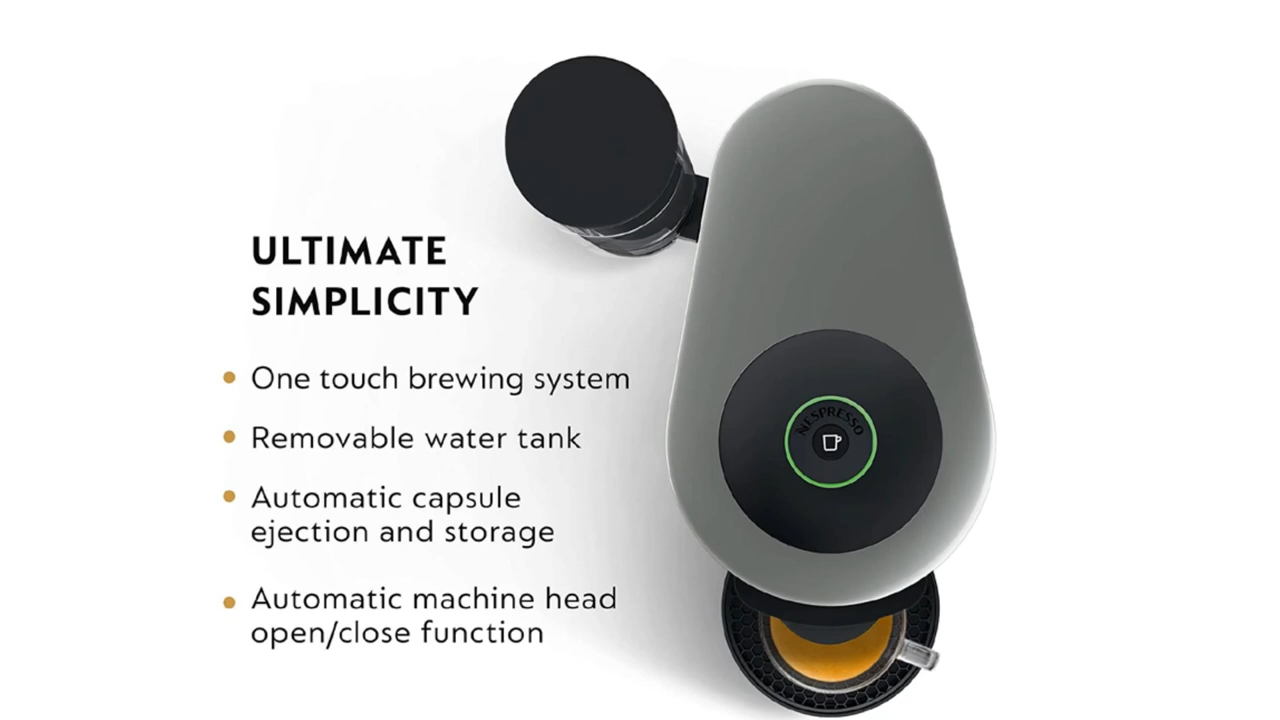 ULTIMATE
SIMPLICITY
One touch brewing system
Removable water tank
Automatic capsule
ejection and storage
Automatic machine head
open/close function
NESPRESSO